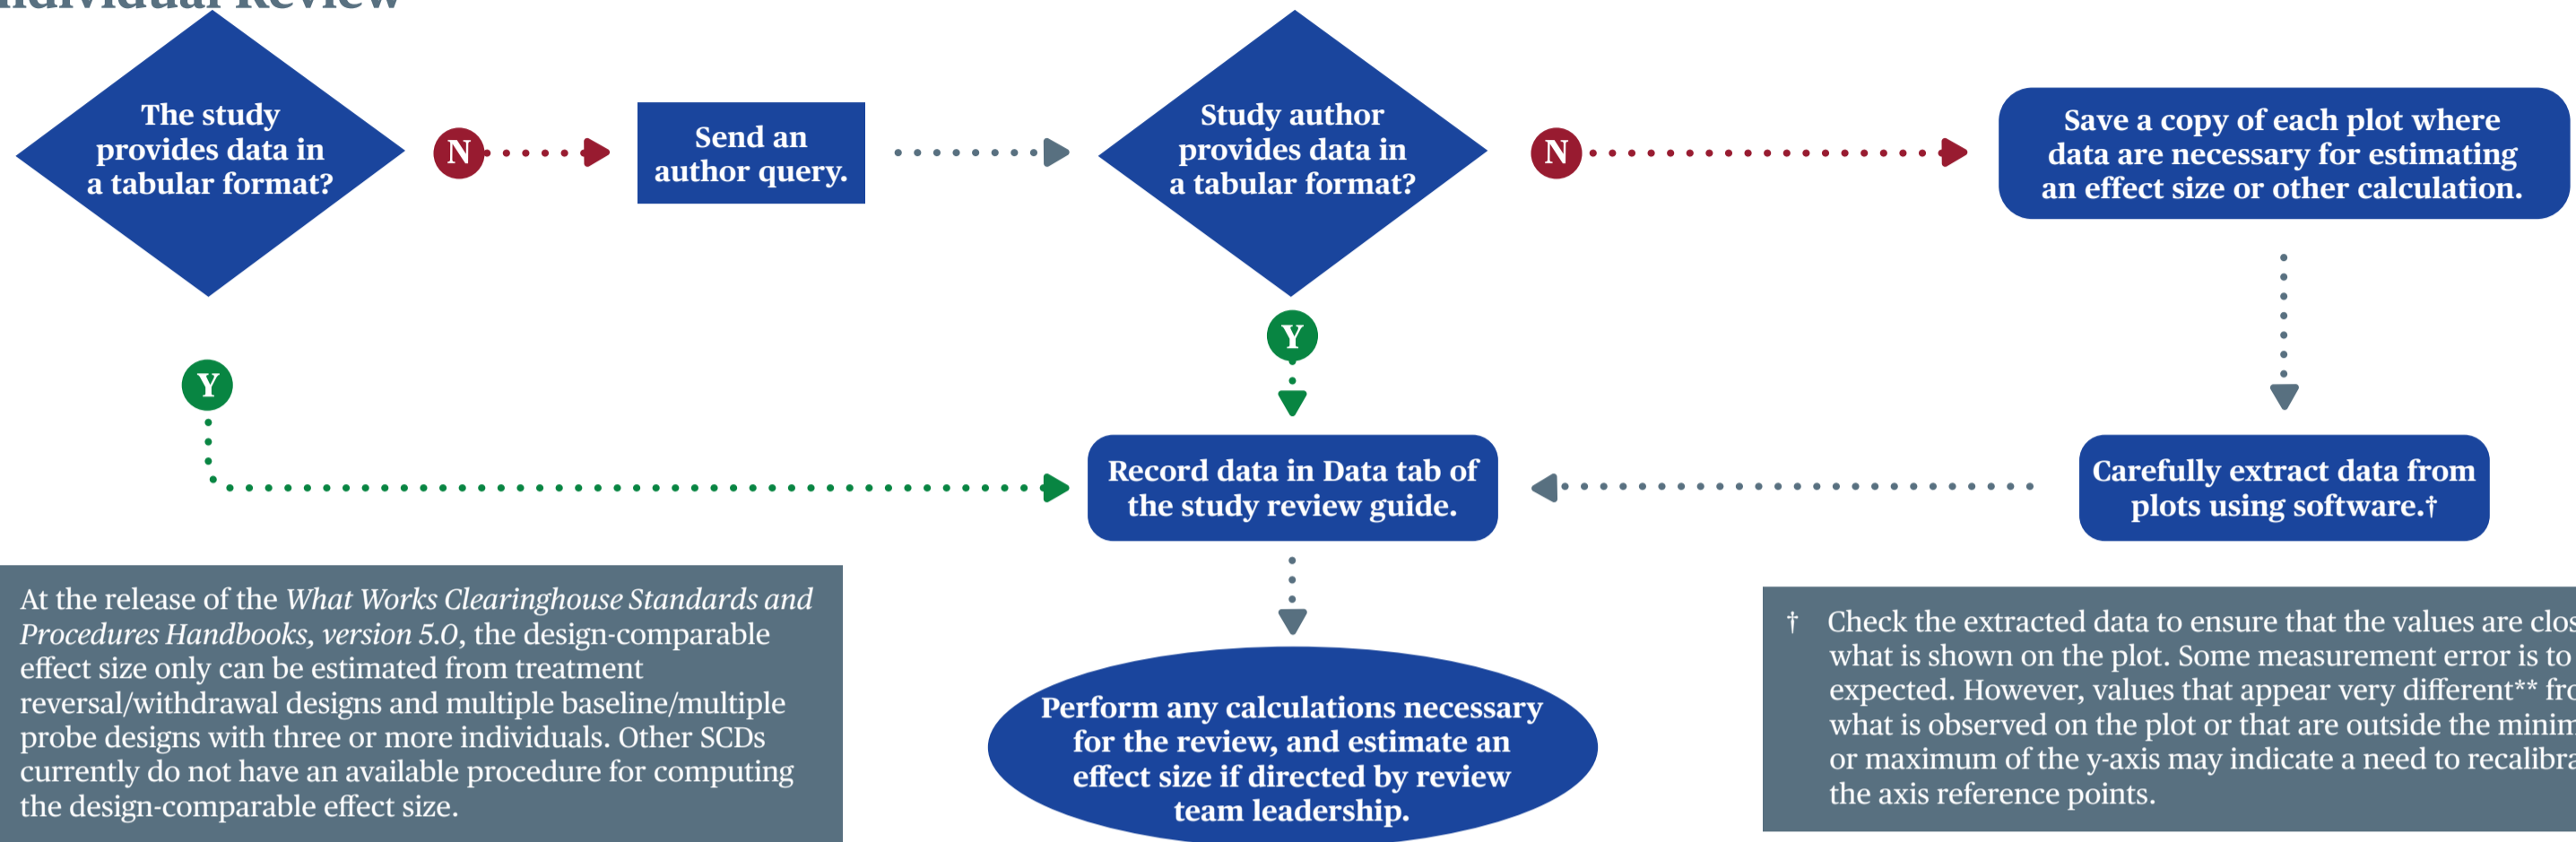 Individual Review
The study
provides data in
a tabular format?
N
Send an
author query.
Study author
provides data in
a tabular format?
N
Save a copy of each plot where
data are necessary for estimating
an effect size or other calculation.
Y
Y
Record data in Data tab of
the study review guide.
Carefully extract data from
plots using software.†
At the release of the What Works Clearinghouse Standards and
Procedures Handbooks, version 5.0, the design-comparable
effect size only can be estimated from treatment
reversal/withdrawal designs and multiple baseline/multiple
probe designs with three or more individuals. Other SCDs
currently do not have an available procedure for computing
the design-comparable effect size.
Perform any calculations necessary
for the review, and estimate an
effect size if directed by review
team leadership.
† Check the extracted data to ensure that the values are
what is shown on the plot. Some measurement error is to
expected. However, values that appear very different**
what is observed on the plot or that are outside the
or maximum of the y-axis may indicate a need to
the axis reference points.